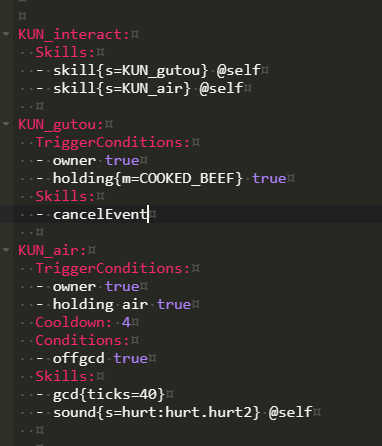 KUN_interact:
  Skills:
  - skill{s=KUN_gutou} @self
  - skill{s=KUN_air} @self
KUN_gutou:
  TriggerConditions:
  - owner true
  - holding{m=COOKED_BEEF} true
  Skills:
  - cancelEvent
KUN_air:
  TriggerConditions:
  - owner true
  - holding air true
  Cooldown: 4
  Conditions:
  - offgcd true
  Skills:
  - gcd{ticks=40}
  - sound{s=hurt:hurt.hurt2} @self